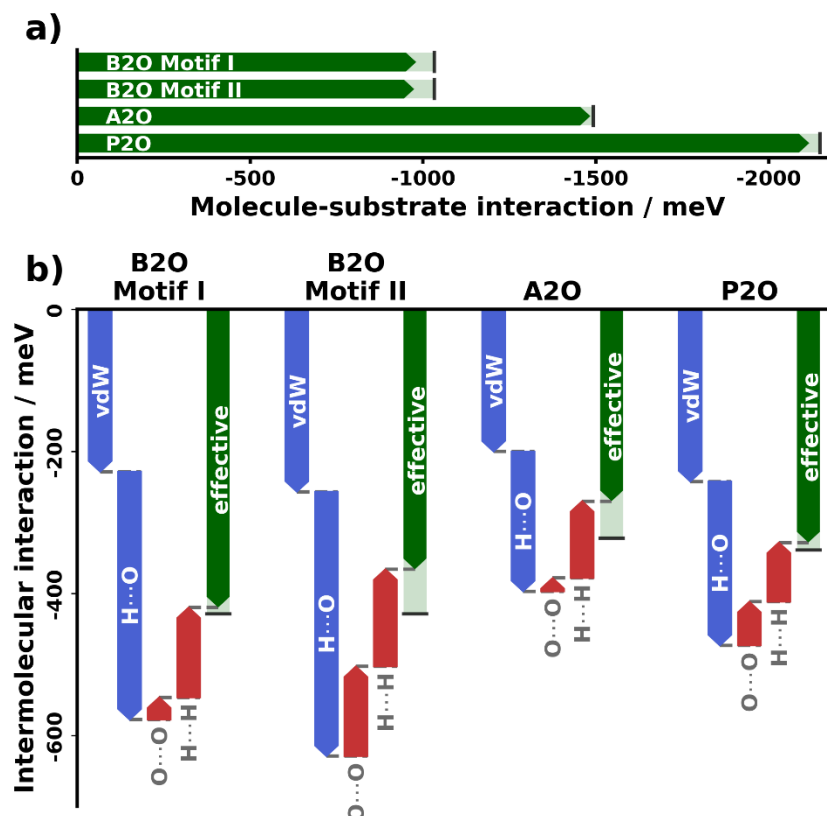 a)
B2O Motif I
B2O Motif II
A2O
P2O
0 -500 -1000 -1500 -2000
Molecule-substrate interaction / meV
b)
B2O Motif I
B2O Motif II
A2O
P2O
Intermolecular interaction / meV
0
-200
-400
-600
vdW
H···O
O···O
H···H
effective
vdW
H···O
O···O
H···H
effective
vdW
H···O
O···O
H···H
effective
vdW
H···O
O···O
H···H
effective